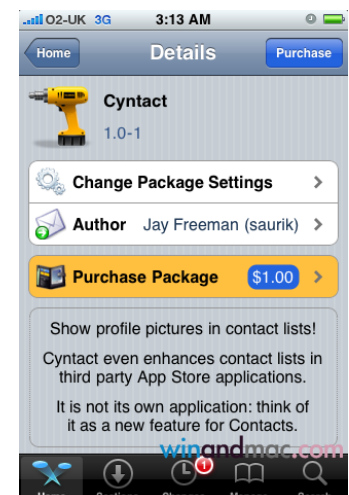 O2-UK 3G 3:13 AM
Home Details Purchase
Cyntact
1.0-1
Change Package Settings
Author Jay Freeman (saurik)
Purchase Package $1.00
Show profile pictures in contact lists!
Cyntact even enhances contact lists in
third party App Store applications.
It is not its own application: think of
it as a new feature for Contacts.
winandmac.com
1